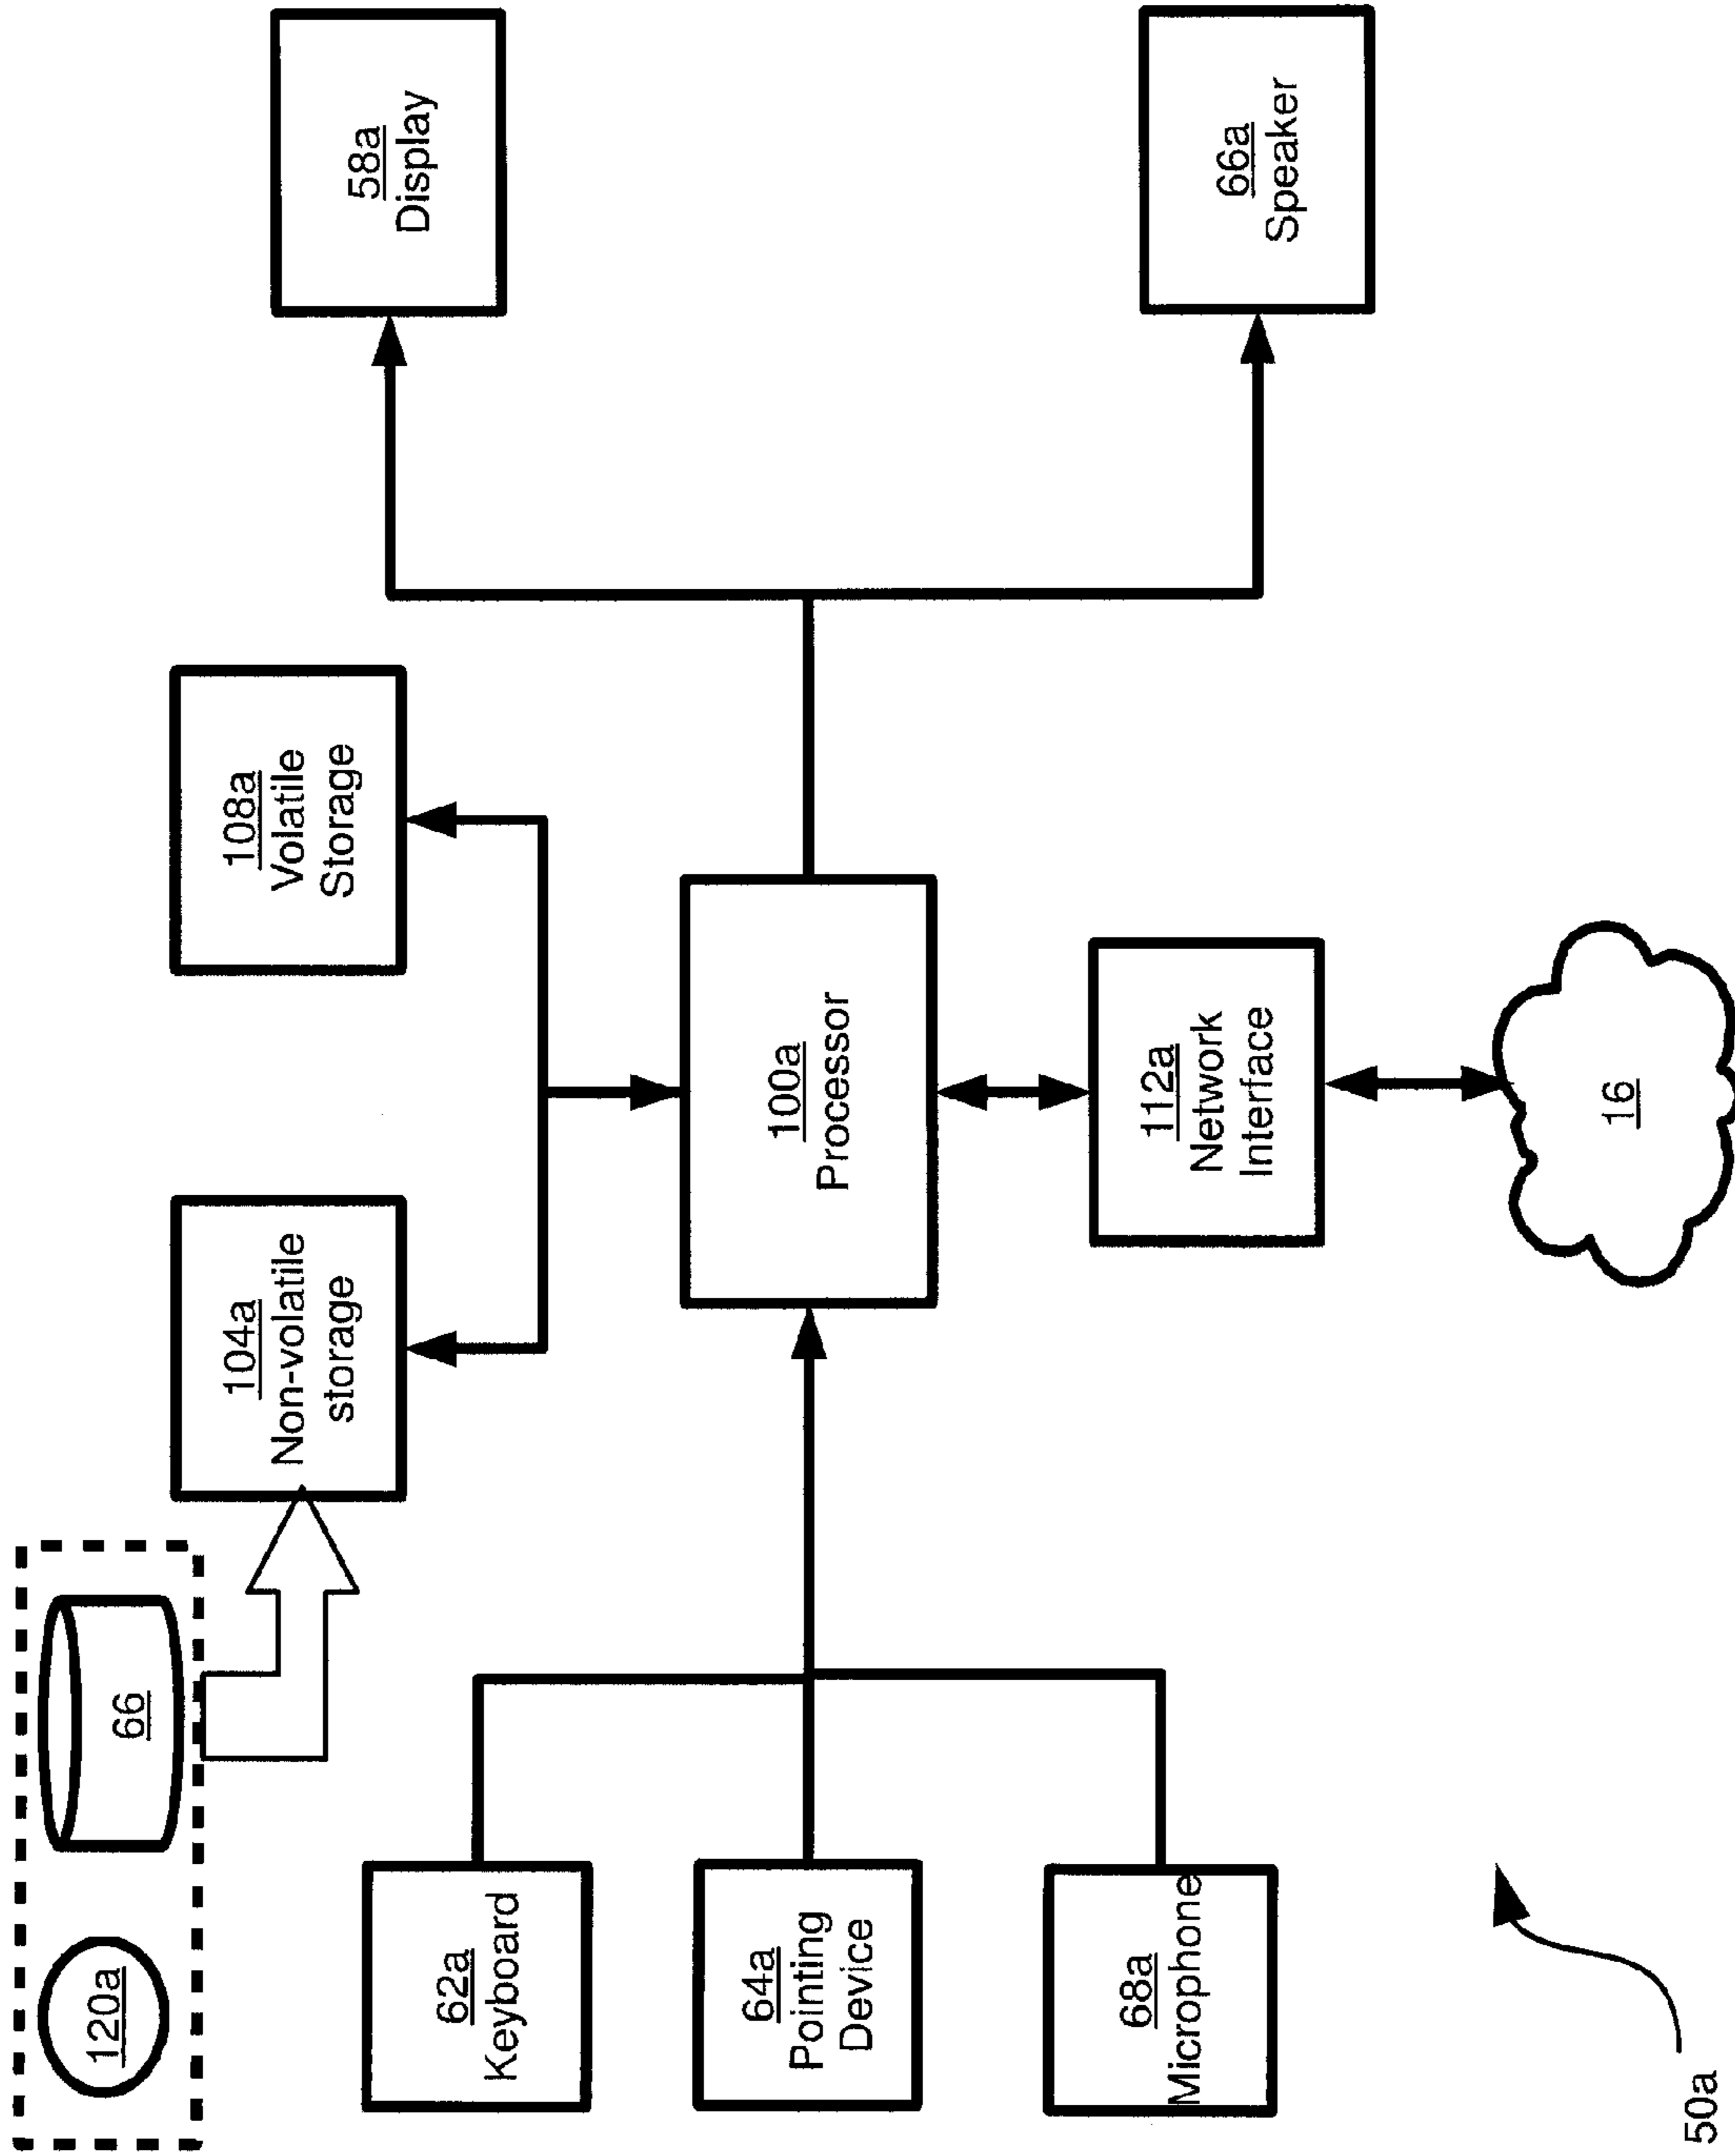 120a
66
104a
Non-volatile
storage
108a
Volatile
Storage
58a
Display
62a
Keyboard
64a
Pointing
Device
68a
Microphone
100a
Processor
112a
Network
Interface
16
66a
Speaker
50a